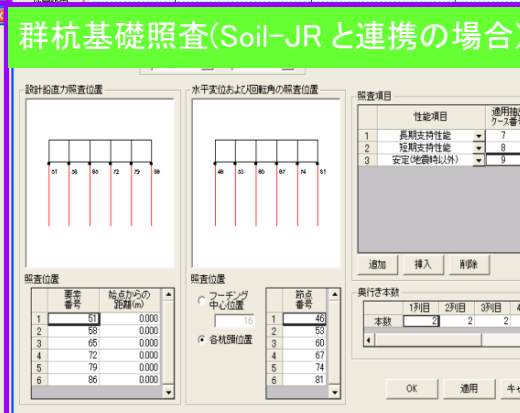 群杭基礎照査(Soil-JRと連携の場合)
設計鉛直力照査位置
水平変位および回転角の照査位置
照査項目
性能項目
1 長期支持性能 7
2 短期支持性能 8
3 安定(地震時以外) 9
51 58 65 72 79 86
46 53 60 67 74 81
追加 挿入 削除
照査位置
要素番号 始点からの距離(m)
1 51 0.000
2 58 0.000
3 65 0.000
4 72 0.000
5 79 0.000
6 86 0.000
照査位置
フーチング中心位置
16
各杭頭位置
節点番号
1 46
2 53
3 60
4 67
5 74
6 81
奥行き本数
1列目 2列目 3列目 4
本数 2 2 2
OK 適用 キャ